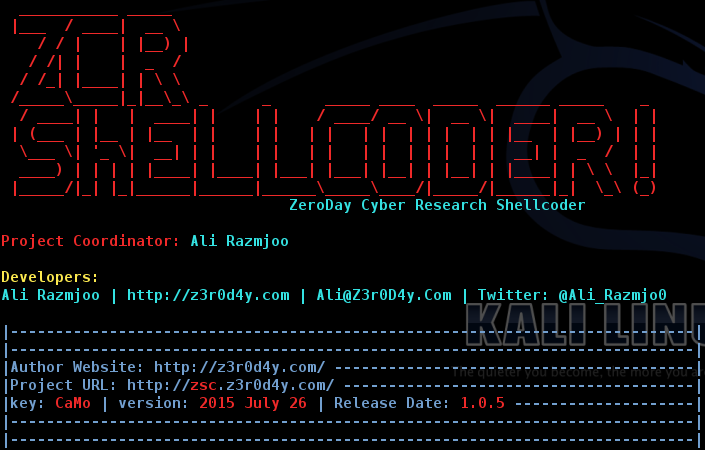 ZCR
SHELLCODER!
ZeroDay Cyber Research Shellcoder
Project Coordinator: Ali Razmjoo
Developers:
Ali Razmjoo | http://z3r0d4y.com | Ali@Z3r0D4y.Com | Twitter: @Ali_Razmjo0
KALI LINU
The quieter you become, the more you a
|Author Website: http://z3r0d4y.com/
|Project URL: http://zsc.z3r0d4y.com/
|key: CaMo | version: 2015 July 26 | Release Date: 1.0.5